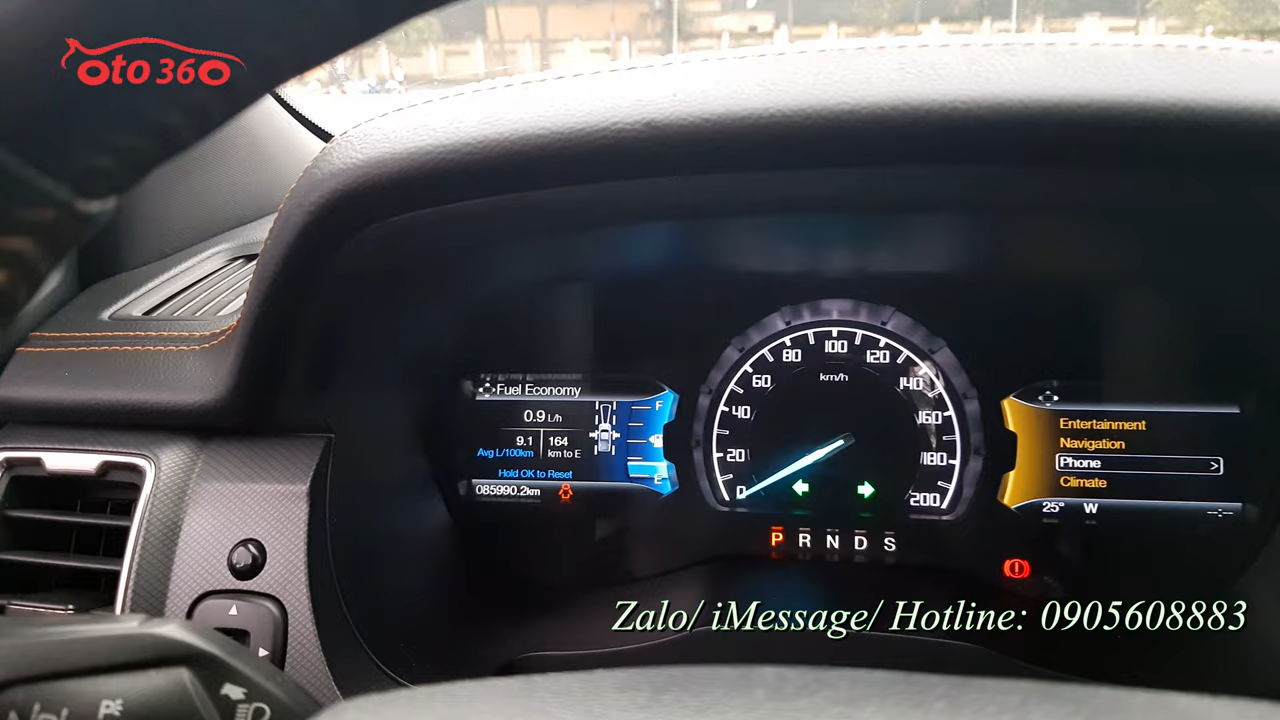 oto 360
Fuel Economy
0.9 L/h
9.1 164
Avg L/100km km to E
Hold OK to Reset
085990.2km
F
E
0 20 40 60 80 100 120 140 160 180 200
km/h
P R N D S
Entertainment
Navigation
Phone >
Climate
25° W --:--
Zalo/ iMessage/ Hotline: 0905608883